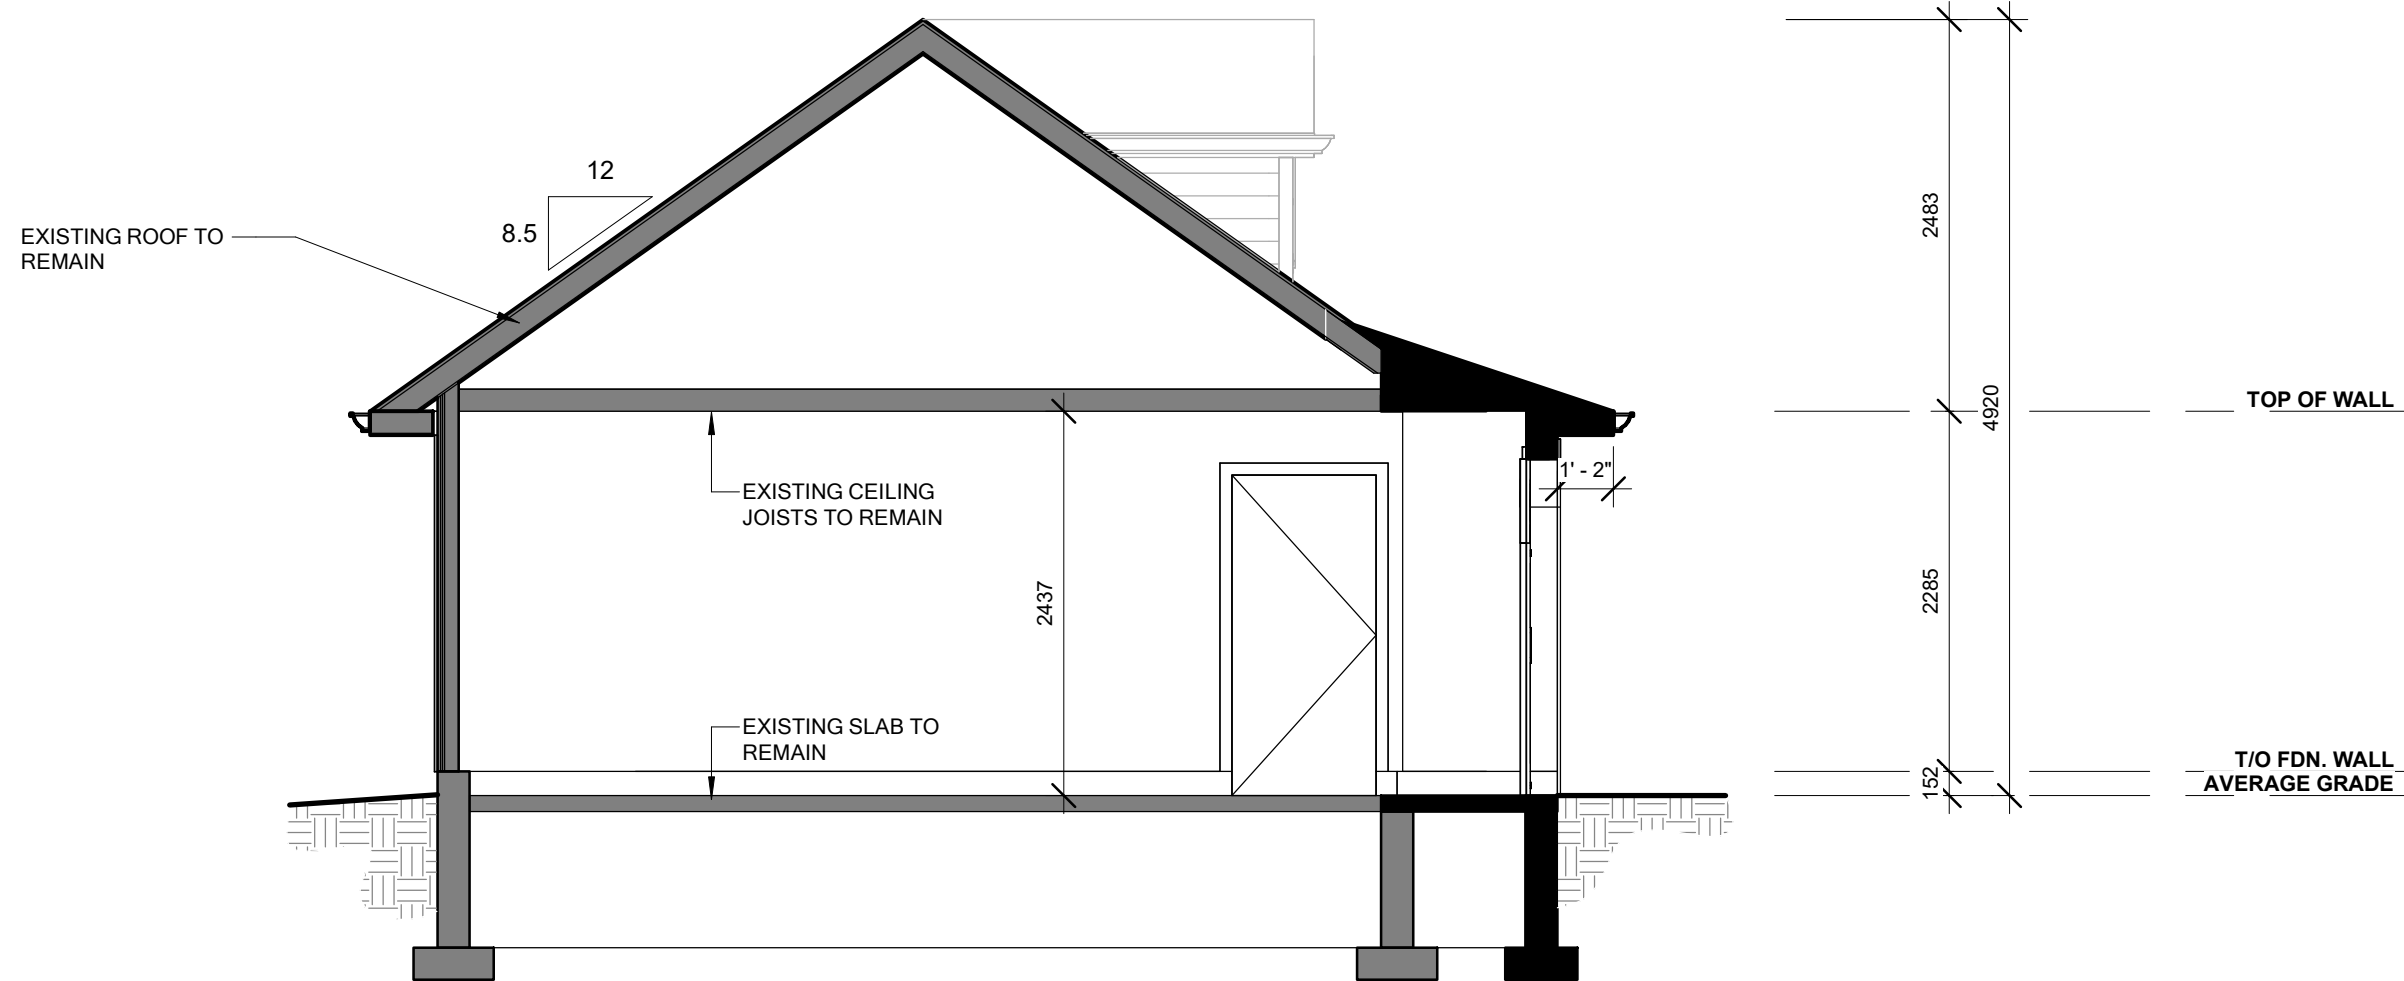 12
8.5
EXISTING ROOF TO
REMAIN
2483
4920
TOP OF WALL
1' - 2"
EXISTING CEILING
JOISTS TO REMAIN
2437
2285
EXISTING SLAB TO
REMAIN
T/O FDN. WALL
152
AVERAGE GRADE